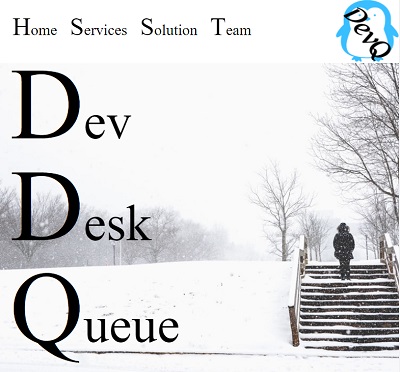 Home Services Solution Team
DevQ
Dev
Desk
Queue